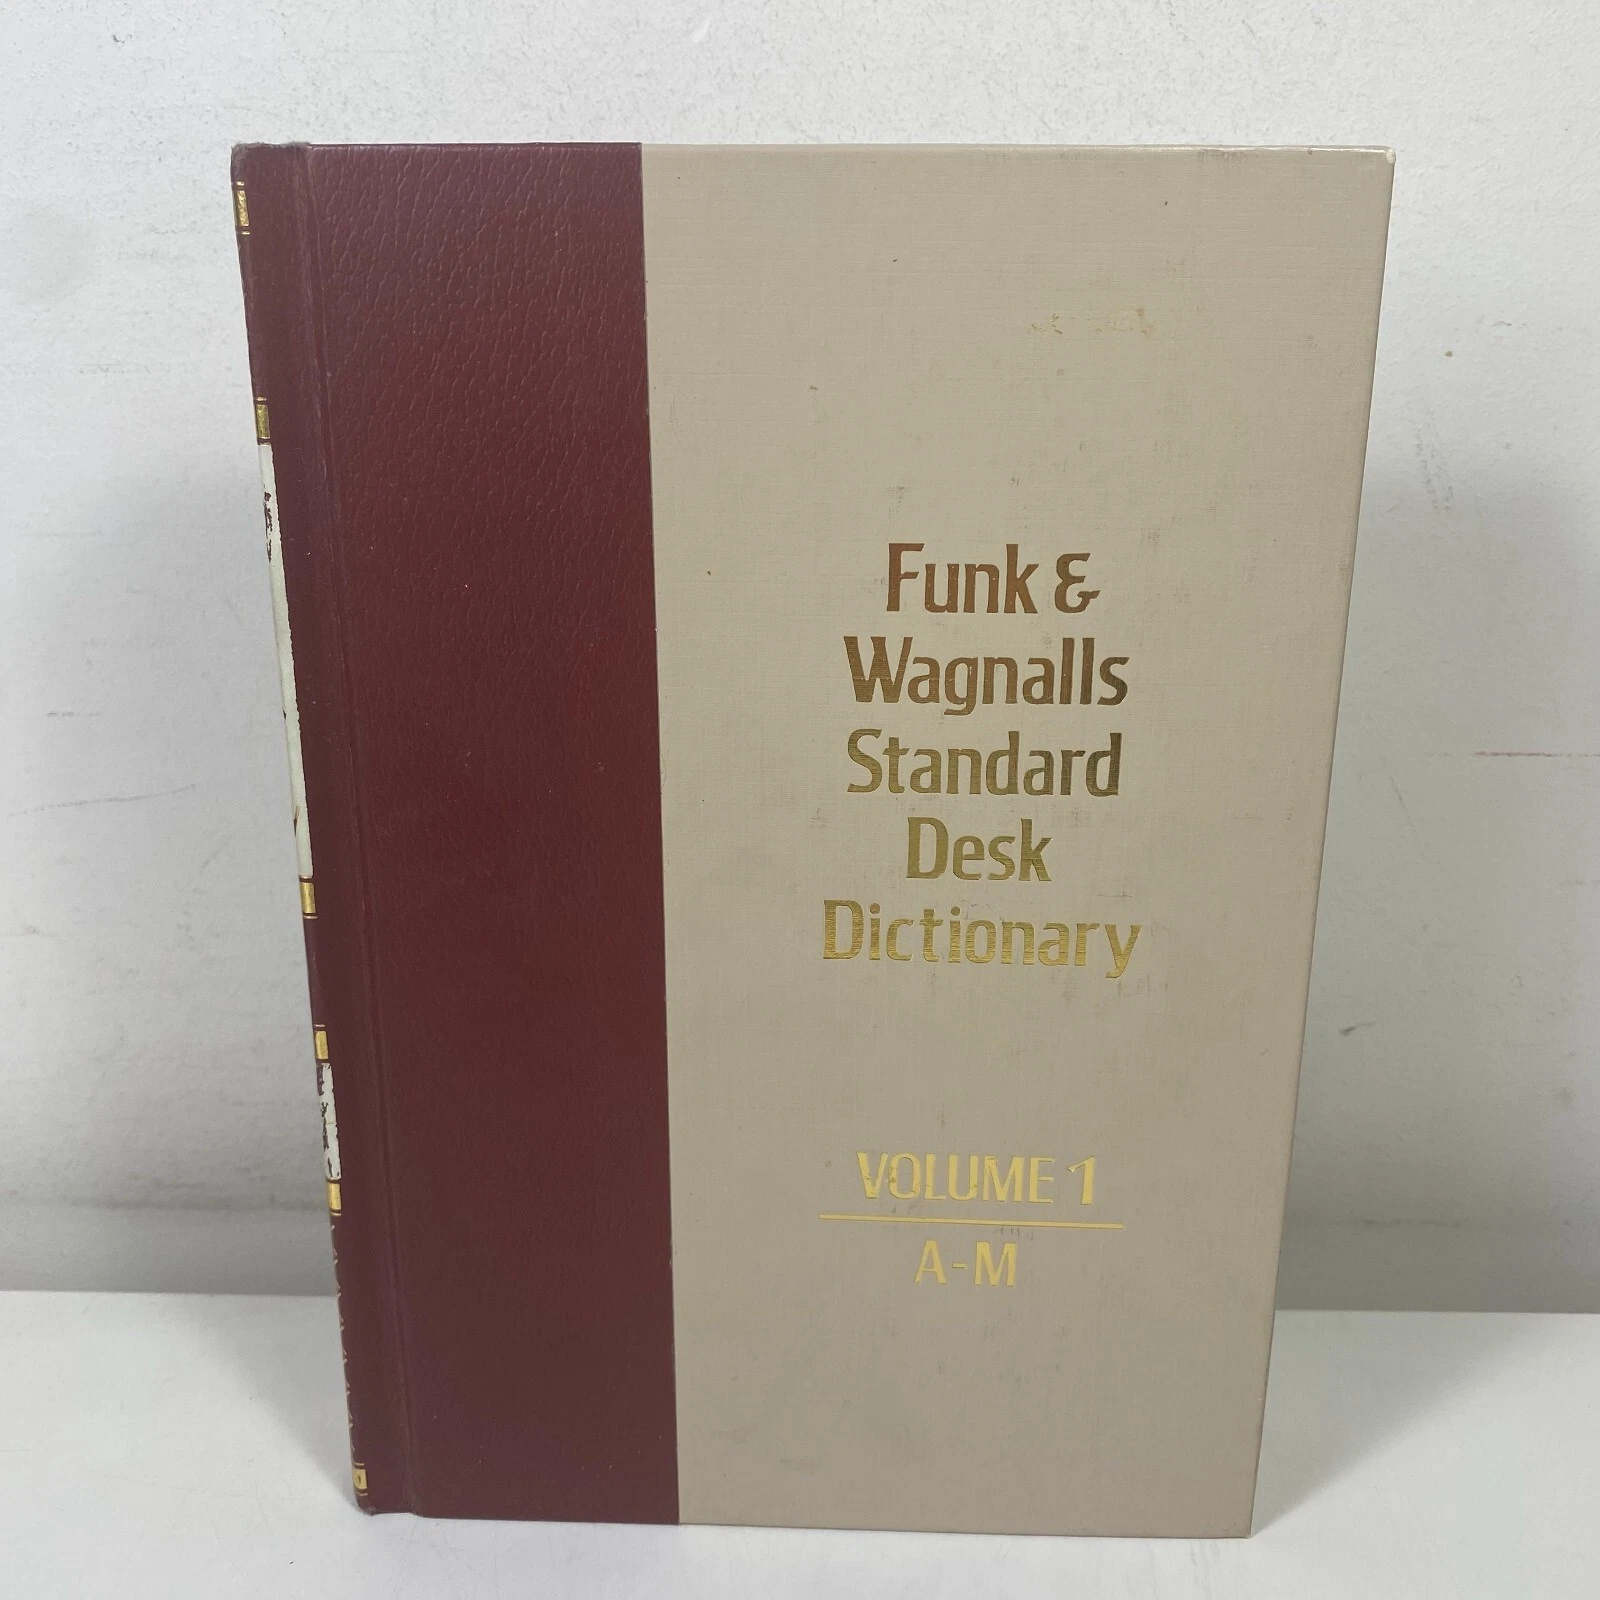 Funk &
Wagnalls
Standard
Desk
Dictionary
VOLUME 1
A-M